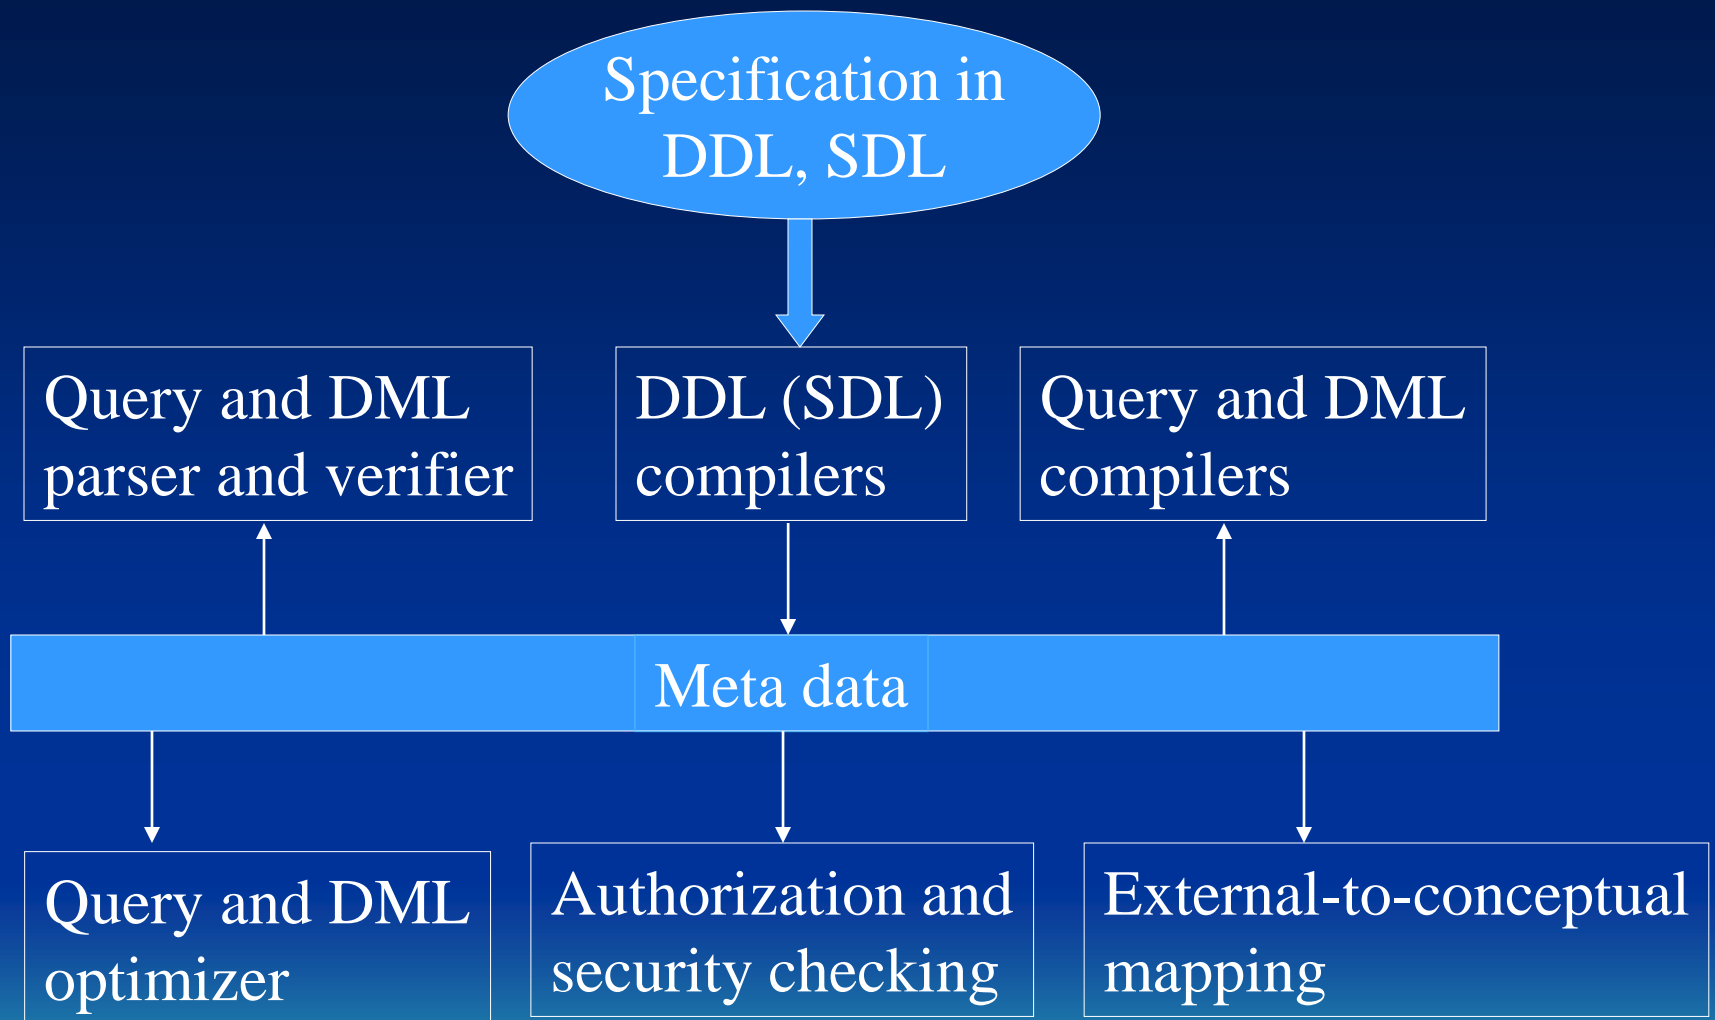 Specification in
DDL, SDL
Query and DML
parser and verifier
DDL (SDL)
compilers
Query and DML
compilers
Meta data
Query and DML
optimizer
Authorization and
security checking
External-to-conceptual
mapping